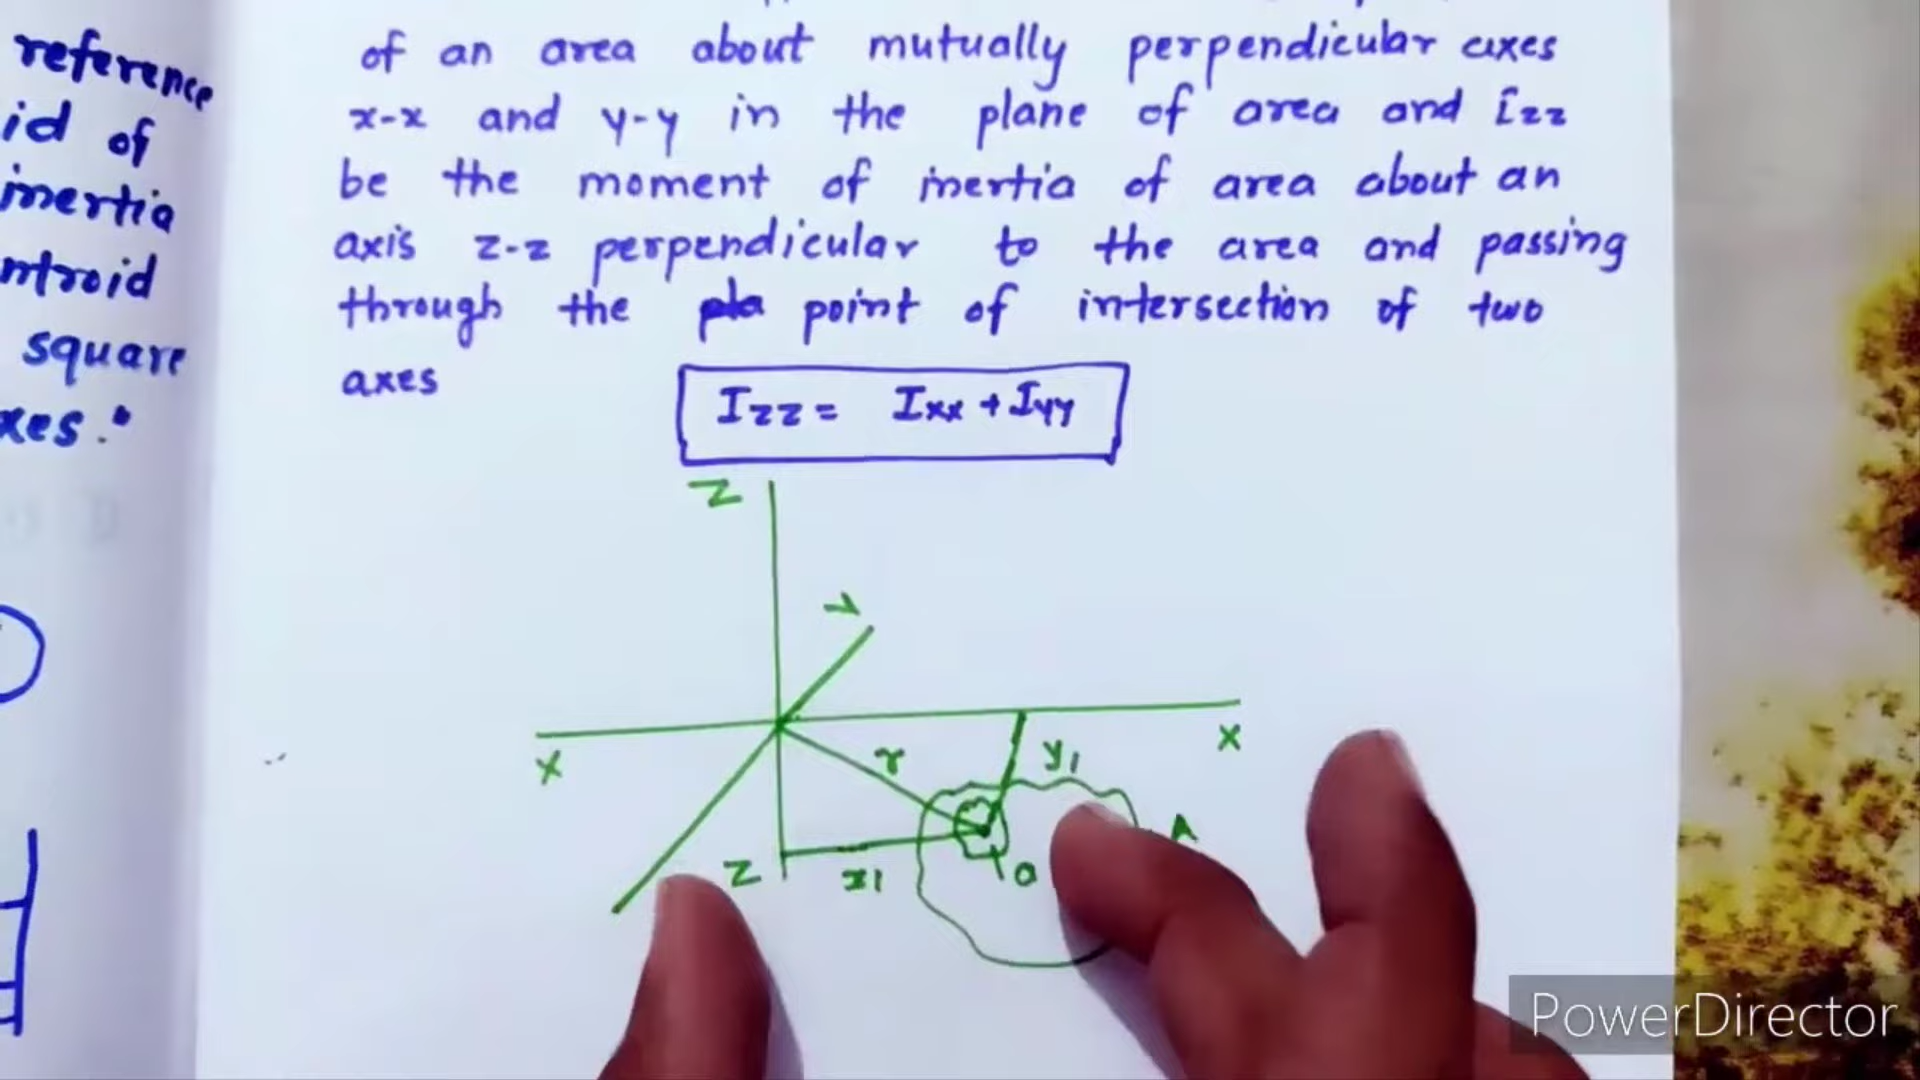 reference
id of
inertia
ntroid
square
xes."
of an area about mutually perpendicular axes
x-x and y-y in the plane of area and Izz
be the moment of inertia of area about an
axis z-z perpendicular to the area and passing
through the pla point of intersection of two
axes
Izz = Ixx + Iyy
Z
Y
X
X
r
y1
A
Z
x1
a
PowerDirector